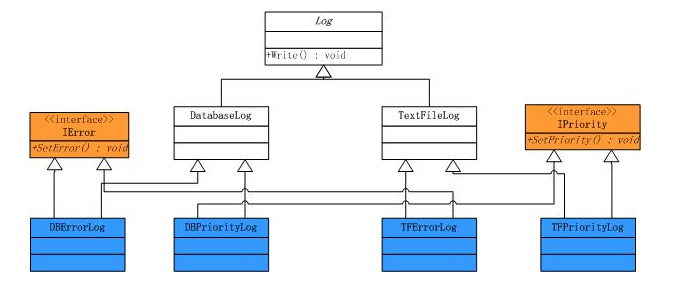 Log
+Write() : void
<<interface>>
IError
+SetError() : void
DatabaseLog
TextFileLog
<<interface>>
IPriority
+SetPriority() : void
DBErrorLog
DBPriorityLog
TFErrorLog
TFPriorityLog